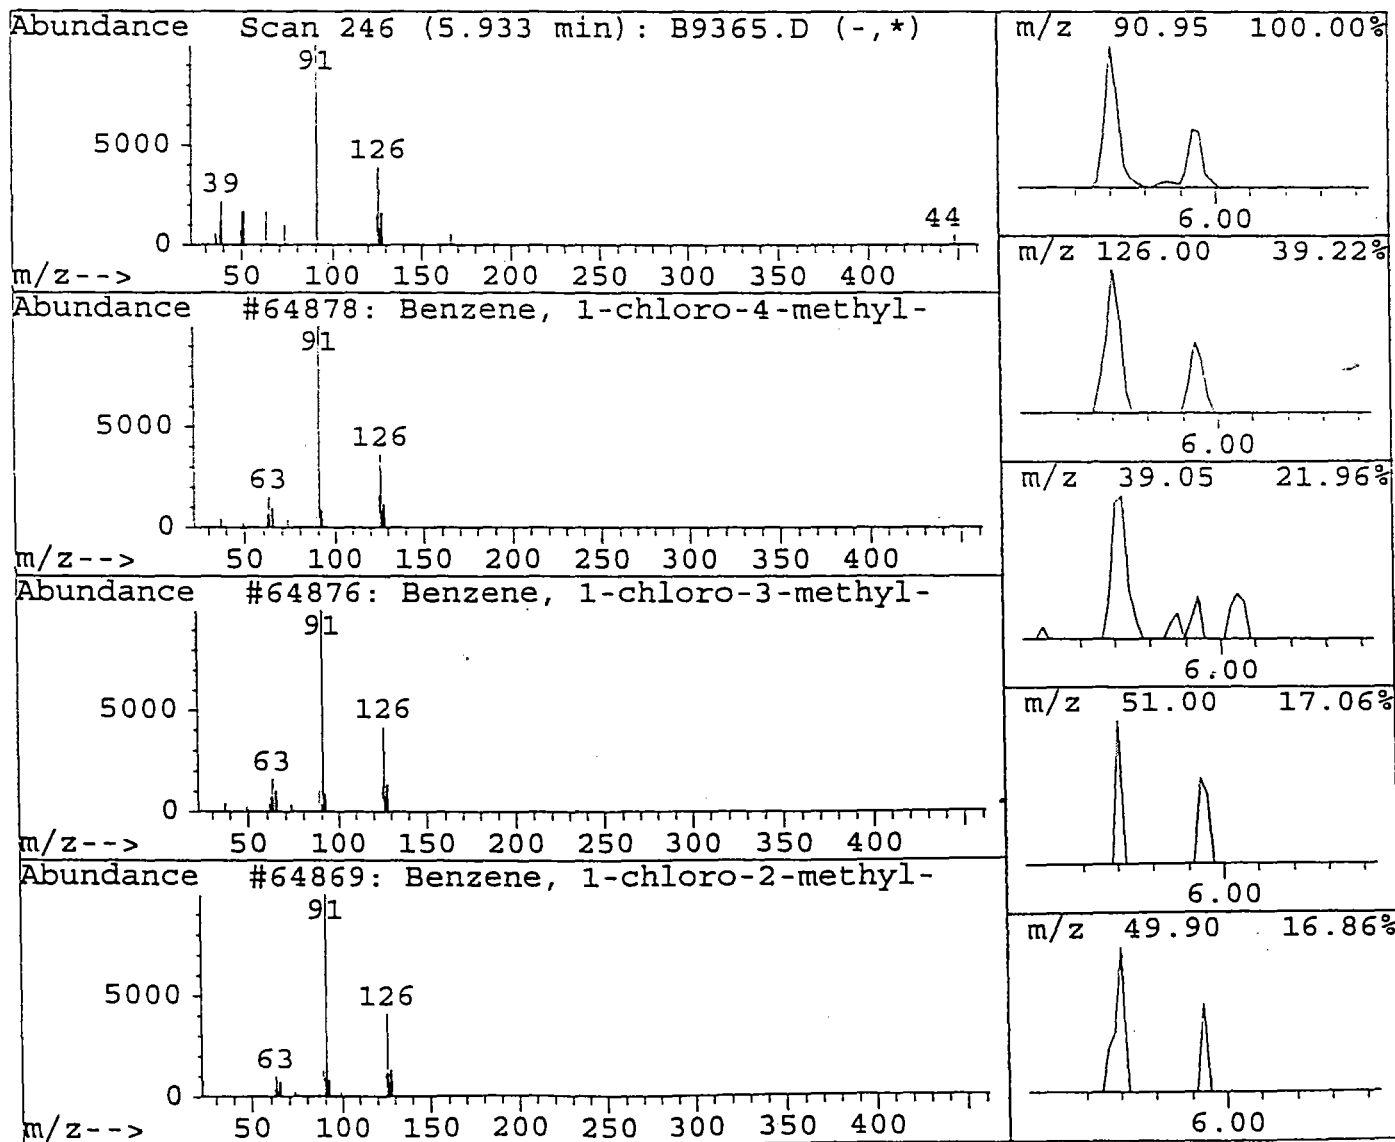 Abundance Scan 246 (5.933 min): B9365.D (-,*)
91
5000
126
39
44
0
50 100 150 200 250 300 350 400
m/z-->
Abundance #64878: Benzene, 1-chloro-4-methyl-
91
5000
126
63
0
50 100 150 200 250 300 350 400
m/z-->
Abundance #64876: Benzene, 1-chloro-3-methyl-
91
5000
126
63
0
50 100 150 200 250 300 350 400
m/z-->
Abundance #64869: Benzene, 1-chloro-2-methyl-
91
5000
126
63
0
m/z--> 50 100 150 200 250 300 350 400
m/z 90.95 100.00%
6.00
m/z 126.00 39.22%
6.00
m/z 39.05 21.96%
6.00
m/z 51.00 17.06%
6.00
m/z 49.90 16.86%
6.00